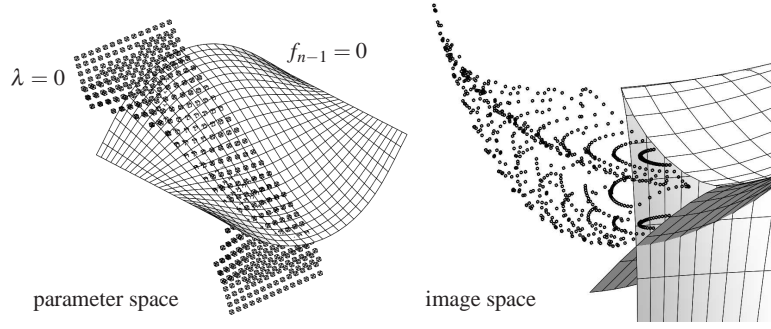 λ = 0
f_{n−1} = 0
parameter space
image space